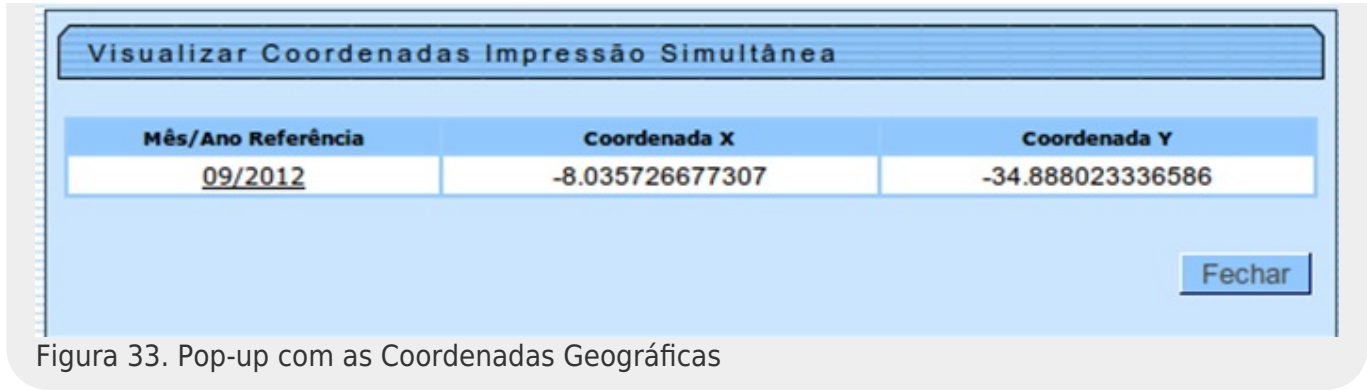 Visualizar Coordenadas Impressão Simultânea
Mês/Ano Referência Coordenada X Coordenada Y
09/2012 -8.035726677307 -34.888023336586
Fechar
Figura 33. Pop-up com as Coordenadas Geográficas